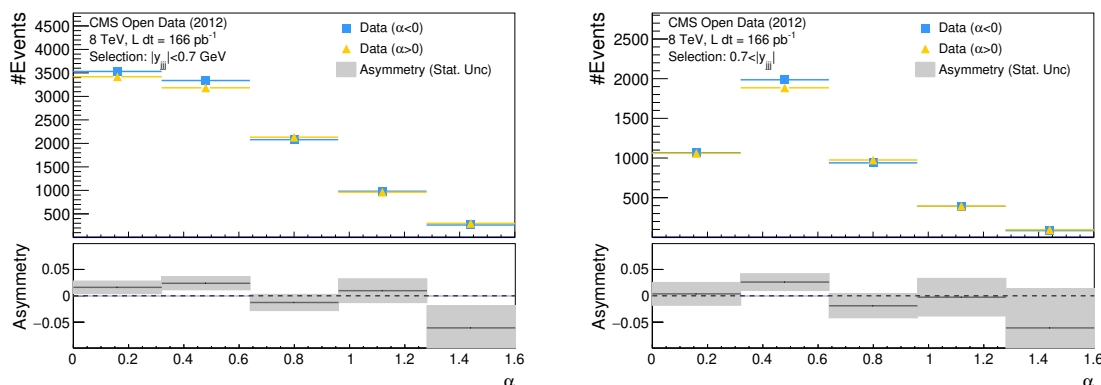 CMS Open Data (2012)
8 TeV, L dt = 166 pb⁻¹
Selection: |y_jjj|<0.7 GeV
Data (α<0)
Data (α>0)
Asymmetry (Stat. Unc)
#Events
4500
4000
3500
3000
2500
2000
1500
1000
500
Asymmetry
0.05
0
−0.05
0 0.2 0.4 0.6 0.8 1 1.2 1.4 1.6
α
CMS Open Data (2012)
8 TeV, L dt = 166 pb⁻¹
Selection: 0.7<|y_jjj|
Data (α<0)
Data (α>0)
Asymmetry (Stat. Unc)
#Events
2500
2000
1500
1000
500
Asymmetry
0.05
0
−0.05
0 0.2 0.4 0.6 0.8 1 1.2 1.4 1.6
α